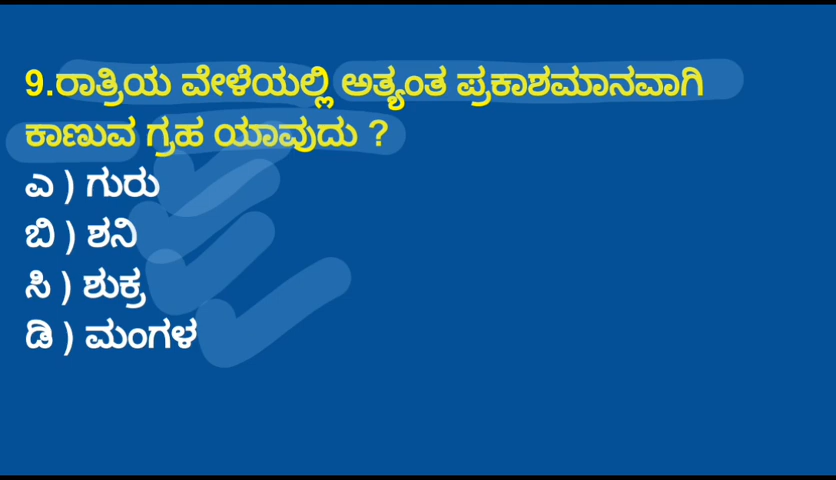 9.ರಾತ್ರಿಯ ವೇಳೆಯಲ್ಲಿ ಅತ್ಯಂತ ಪ್ರಕಾಶಮಾನವಾಗಿ
ಕಾಣುವ ಗ್ರಹ ಯಾವುದು ?
ಎ ) ಗುರು
ಬಿ ) ಶನಿ
ಸಿ ) ಶುಕ್ರ
ಡಿ ) ಮಂಗಳ